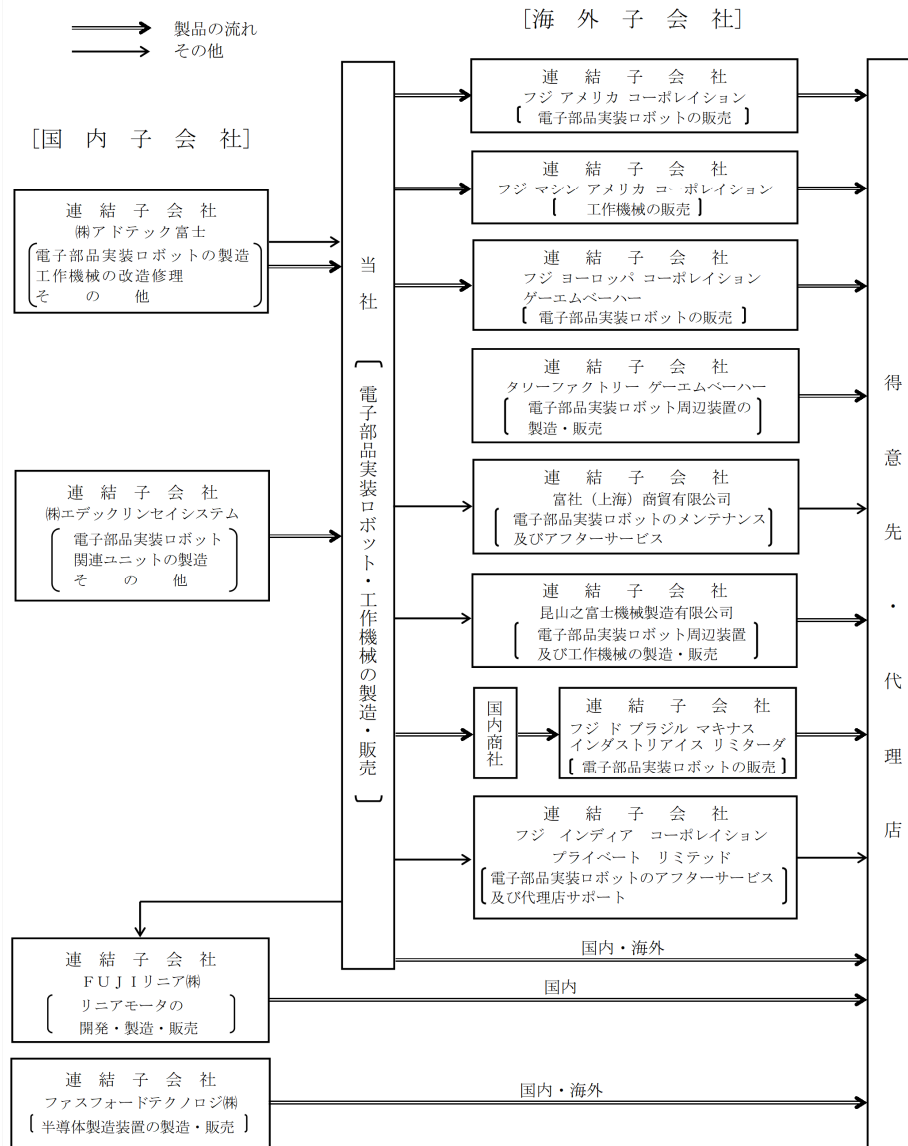 製品の流れ
その他
[海外子会社]
[国内子会社]
連結子会社
㈱アドテック富士
電子部品実装ロボットの製造
工作機械の改造修理
その他
連結子会社
㈱エデックリンセイシステム
電子部品実装ロボット
関連ユニットの製造
その他
連結子会社
FUJIリニア㈱
リニアモータの
開発・製造・販売
連結子会社
ファスフォードテクノロジ㈱
[半導体製造装置の製造・販売]
当社
[電子部品実装ロボット・工作機械の製造・販売]
連結子会社
フジ アメリカ コーポレイション
[電子部品実装ロボットの販売]
連結子会社
フジ マシン アメリカ コーポレイション
[工作機械の販売]
連結子会社
フジ ヨーロッパ コーポレイション
ゲーエムベーハー
[電子部品実装ロボットの販売]
連結子会社
タワーファクトリー ゲーエムベーハー
電子部品実装ロボット周辺装置の
製造・販売
連結子会社
富社（上海）商貿有限公司
電子部品実装ロボットのメンテナンス
及びアフターサービス
連結子会社
昆山之富士機械製造有限公司
電子部品実装ロボット周辺装置
及び工作機械の製造・販売
国内商社
連結子会社
フジ ド ブラジル マキナス
インダストリアイス リミターダ
[電子部品実装ロボットの販売]
連結子会社
フジ インディア コーポレイション
プライベート リミテッド
電子部品実装ロボットのアフターサービス
及び代理店サポート
国内・海外
国内
国内・海外
得意先・代理店